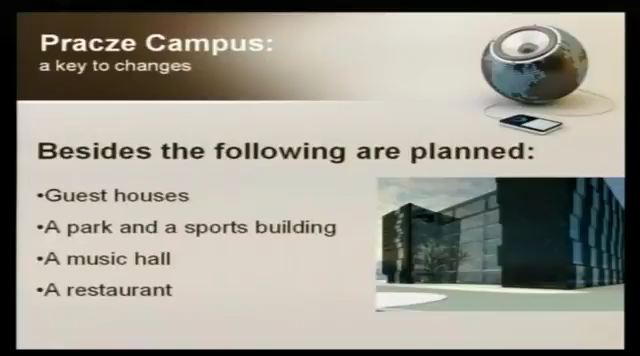 Pracze Campus:
a key to changes
Besides the following are planned:
•Guest houses
•A park and a sports building
•A music hall
•A restaurant